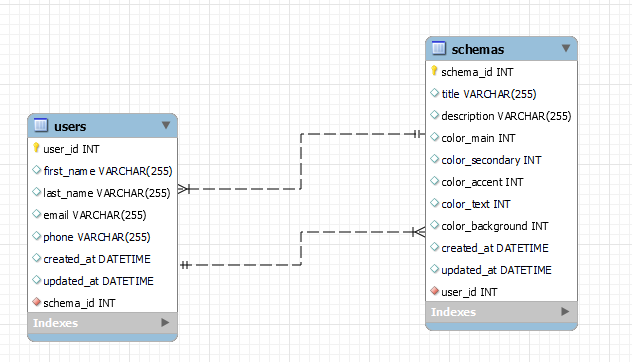 users
user_id INT
first_name VARCHAR(255)
last_name VARCHAR(255)
email VARCHAR(255)
phone VARCHAR(255)
created_at DATETIME
updated_at DATETIME
schema_id INT
Indexes
schemas
schema_id INT
title VARCHAR(255)
description VARCHAR(255)
color_main INT
color_secondary INT
color_accent INT
color_text INT
color_background INT
created_at DATETIME
updated_at DATETIME
user_id INT
Indexes